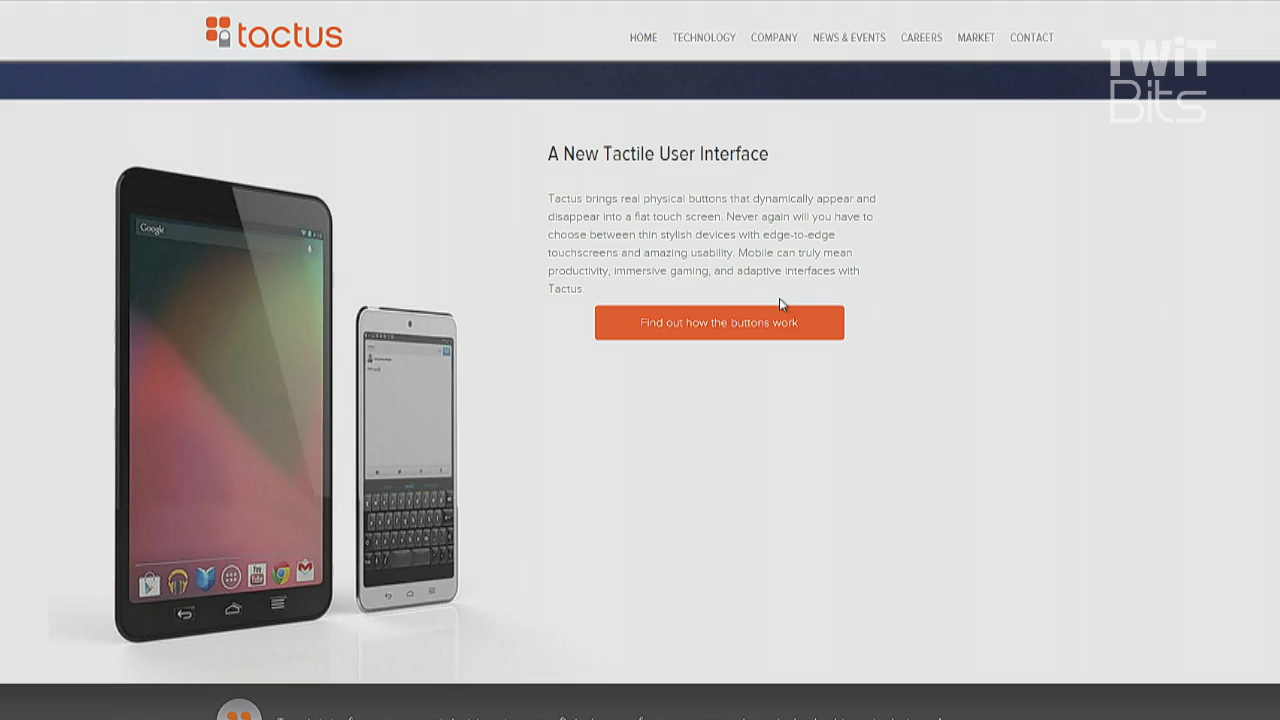 tactus
HOME TECHNOLOGY COMPANY NEWS & EVENTS CAREERS MARKET CONTACT
TWiT
Bits
A New Tactile User Interface
Tactus brings real physical buttons that dynamically appear and
disappear into a flat touch screen. Never again will you have to
choose between thin stylish devices with edge-to-edge
touchscreens and amazing usability. Mobile can truly mean
productivity, immersive gaming, and adaptive interfaces with
Tactus.
Find out how the buttons work
Google
You
Tube